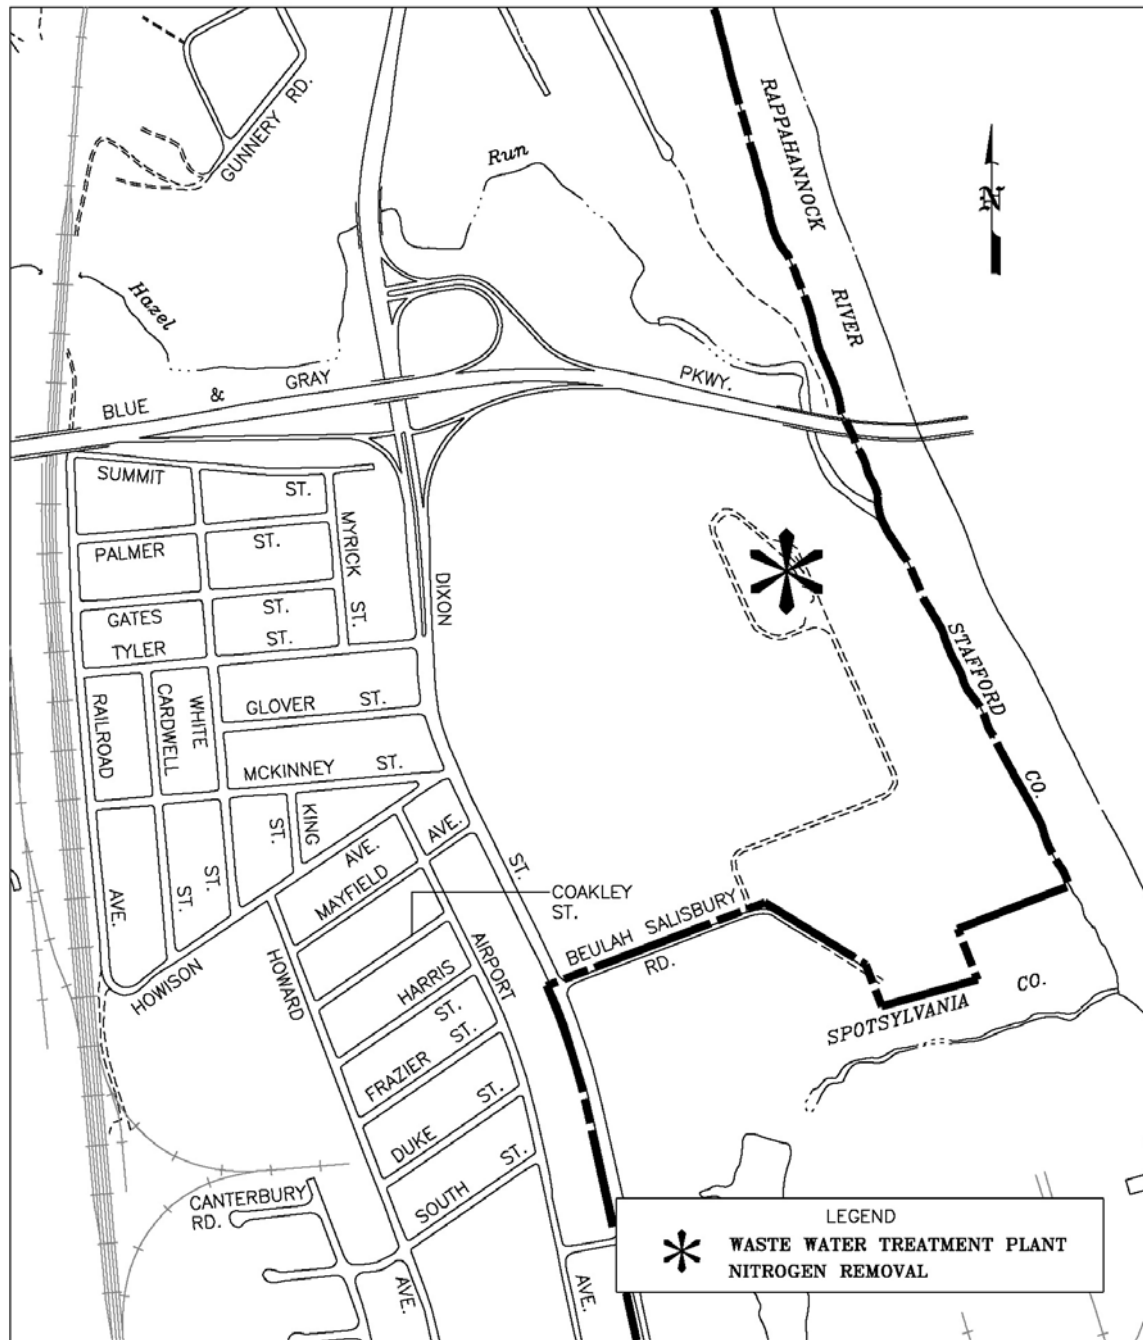 GUNNERY RD.
Run
RAPPAHANNOCK
N
RIVER
Hazel
BLUE & GRAY PKWY.
SUMMIT ST.
MYRICK ST.
PALMER ST.
DIXON
GATES ST.
TYLER ST.
STAFFORD
RAILROAD
CARDWELL
WHITE
GLOVER ST.
MCKINNEY ST.
CO.
KING
ST.
AVE.
AVE.
MAYFIELD
ST.
ST.
ST.
AVE.
COAKLEY
ST.
BEULAH SALISBURY
RD.
HOWISON
HOWARD
AIRPORT
HARRIS
ST.
SPOTSYLVANIA CO.
FRAZIER ST.
DUKE ST.
SOUTH ST.
CANTERBURY
RD.
AVE.
AVE.
LEGEND
WASTE WATER TREATMENT PLANT
NITROGEN REMOVAL